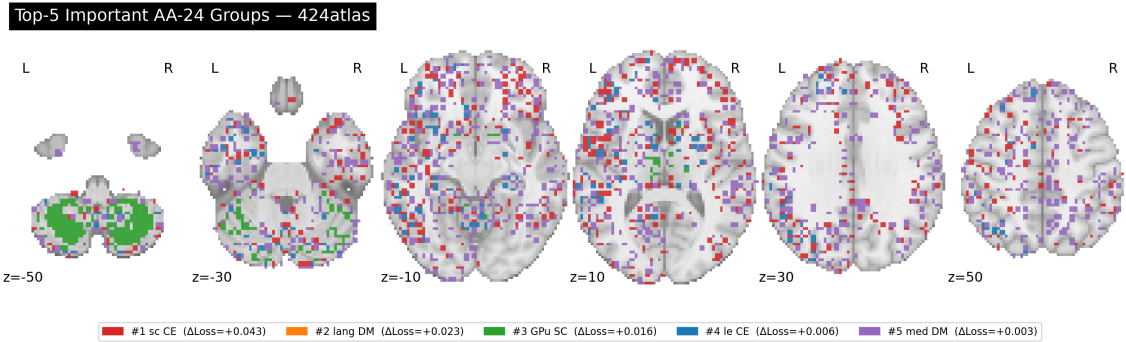 Top-5 Important AA-24 Groups — 424atlas
L R L R L R L R L R L R
z=-50 z=-30 z=-10 z=10 z=30 z=50
#1 sc CE (ΔLoss=+0.043) #2 lang DM (ΔLoss=+0.023) #3 GPu SC (ΔLoss=+0.016) #4 le CE (ΔLoss=+0.006) #5 med DM (ΔLoss=+0.003)